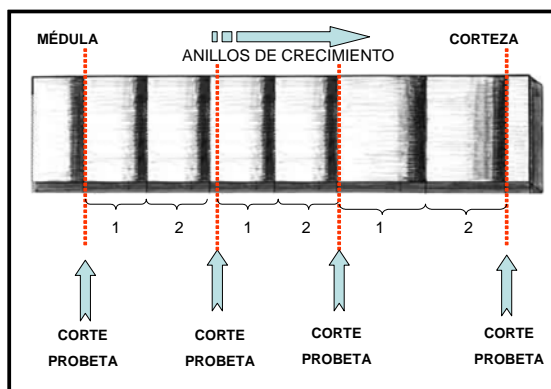 MÉDULA
CORTEZA
ANILLOS DE CRECIMIENTO
1 2 1 2 1 2
CORTE
PROBETA
CORTE
PROBETA
CORTE
PROBETA
CORTE
PROBETA